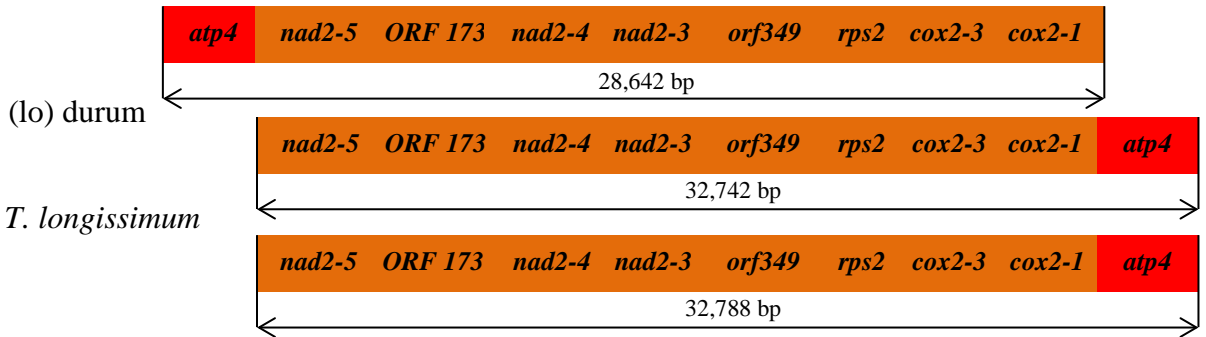 atp4 nad2-5 ORF 173 nad2-4 nad2-3 orf349 rps2 cox2-3 cox2-1
28,642 bp
(lo) durum
nad2-5 ORF 173 nad2-4 nad2-3 orf349 rps2 cox2-3 cox2-1 atp4
32,742 bp
T. longissimum
nad2-5 ORF 173 nad2-4 nad2-3 orf349 rps2 cox2-3 cox2-1 atp4
32,788 bp